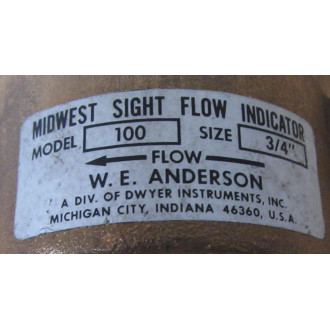 MIDWEST SIGHT FLOW INDICATOR
MODEL 100 SIZE 3/4"
FLOW
W. E. ANDERSON
A DIV. OF DWYER INSTRUMENTS, INC.
MICHIGAN CITY, INDIANA 46360, U.S.A.